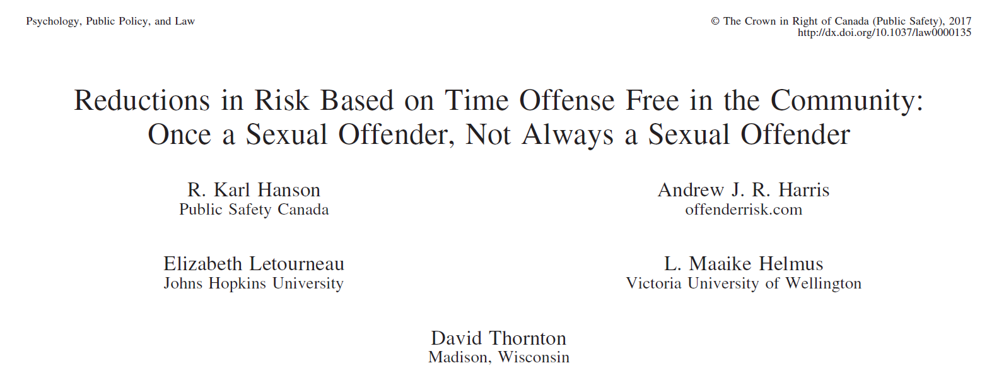 Psychology, Public Policy, and Law
© The Crown in Right of Canada (Public Safety), 2017
http://dx.doi.org/10.1037/law0000135
Reductions in Risk Based on Time Offense Free in the Community:
Once a Sexual Offender, Not Always a Sexual Offender
R. Karl Hanson
Public Safety Canada
Andrew J. R. Harris
offenderrisk.com
Elizabeth Letourneau
Johns Hopkins University
L. Maaike Helmus
Victoria University of Wellington
David Thornton
Madison, Wisconsin